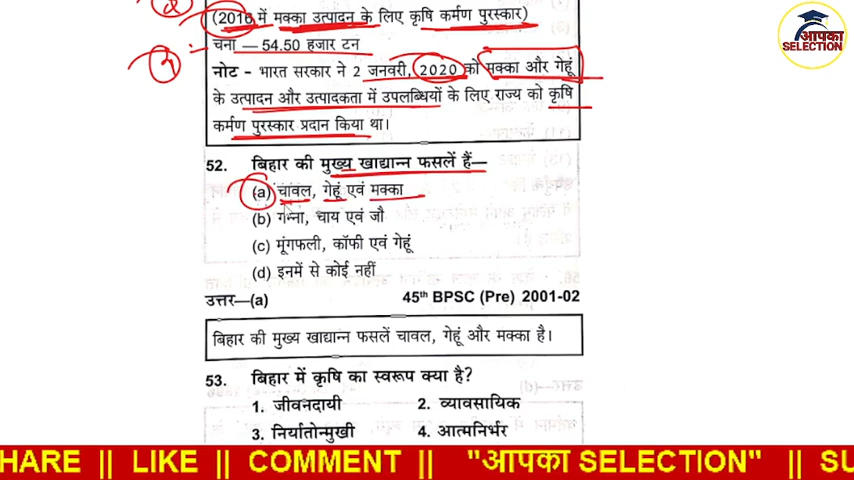 (2016 में मक्का उत्पादन के लिए कृषि कर्मण पुरस्कार)
चना — 54.50 हजार टन
नोट - भारत सरकार ने 2 जनवरी, 2020 को मक्का और गेहूं
के उत्पादन और उत्पादकता में उपलब्धियों के लिए राज्य को कृषि
कर्मण पुरस्कार प्रदान किया था।
52. बिहार की मुख्य खाद्यान्न फसलें हैं—
(a) चावल, गेहूं एवं मक्का
(b) गन्ना, चाय एवं जौ
(c) मूंगफली, कॉफी एवं गेहूं
(d) इनमें से कोई नहीं
उत्तर—(a) 45th BPSC (Pre) 2001-02
बिहार की मुख्य खाद्यान्न फसलें चावल, गेहूं और मक्का है।
53. बिहार में कृषि का स्वरूप क्या है?
1. जीवनदायी 2. व्यावसायिक
3. निर्यातोन्मुखी 4. आत्मनिर्भर
आपका
SELECTION
HARE || LIKE || COMMENT || "आपका SELECTION" || SU